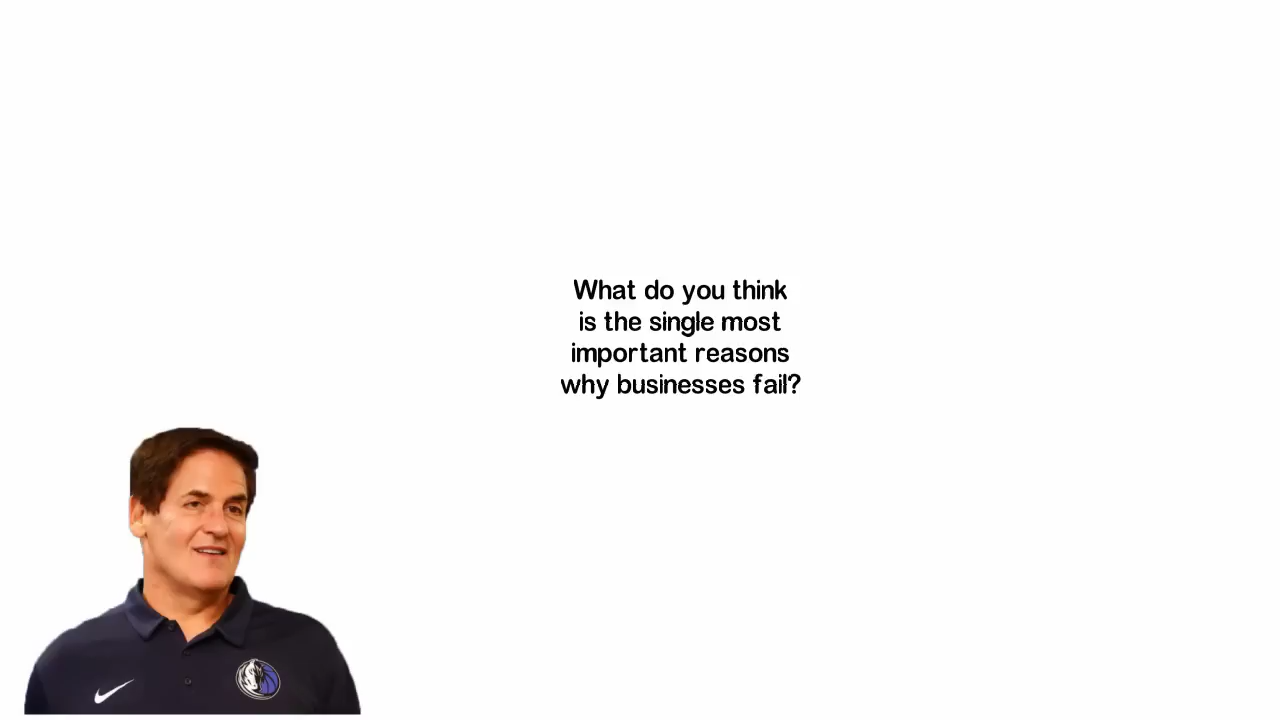 What do you think
is the single most
important reasons
why businesses fail?